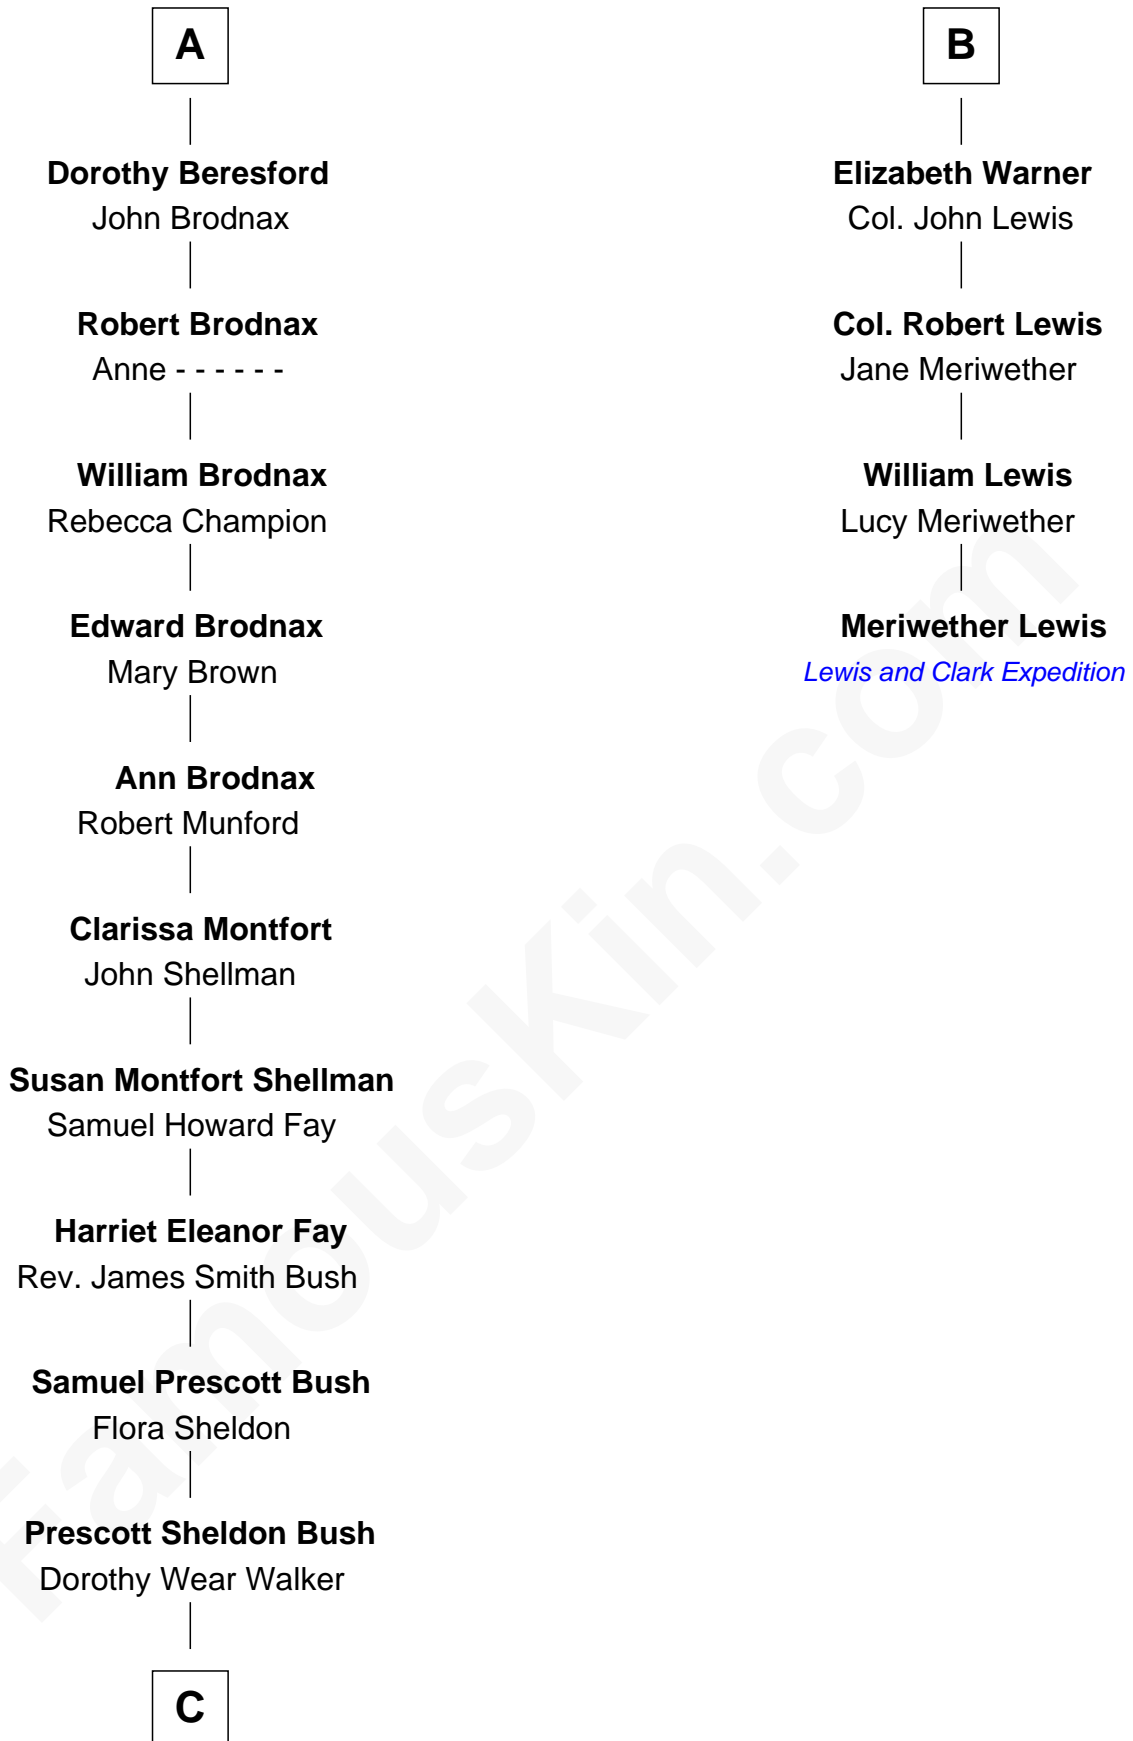 A
Dorothy Beresford
John Brodnax
Robert Brodnax
Anne - - - - - -
William Brodnax
Rebecca Champion
Edward Brodnax
Mary Brown
Ann Brodnax
Robert Munford
Clarissa Montfort
John Shellman
Susan Montfort Shellman
Samuel Howard Fay
Harriet Eleanor Fay
Rev. James Smith Bush
Samuel Prescott Bush
Flora Sheldon
Prescott Sheldon Bush
Dorothy Wear Walker
C
B
Elizabeth Warner
Col. John Lewis
Col. Robert Lewis
Jane Meriwether
William Lewis
Lucy Meriwether
Meriwether Lewis
Lewis and Clark Expedition
FamousKin.com